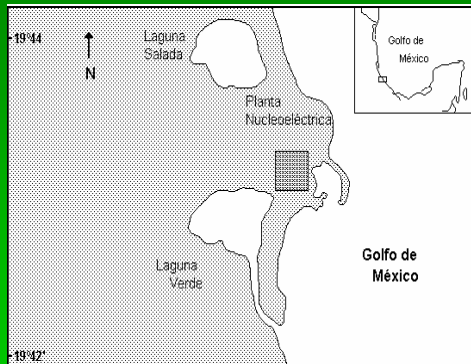 19°44
N
Laguna
Salada
Planta
Nucleoeléctrica
Golfo de
México
Laguna
Verde
Golfo de
México
19°42'